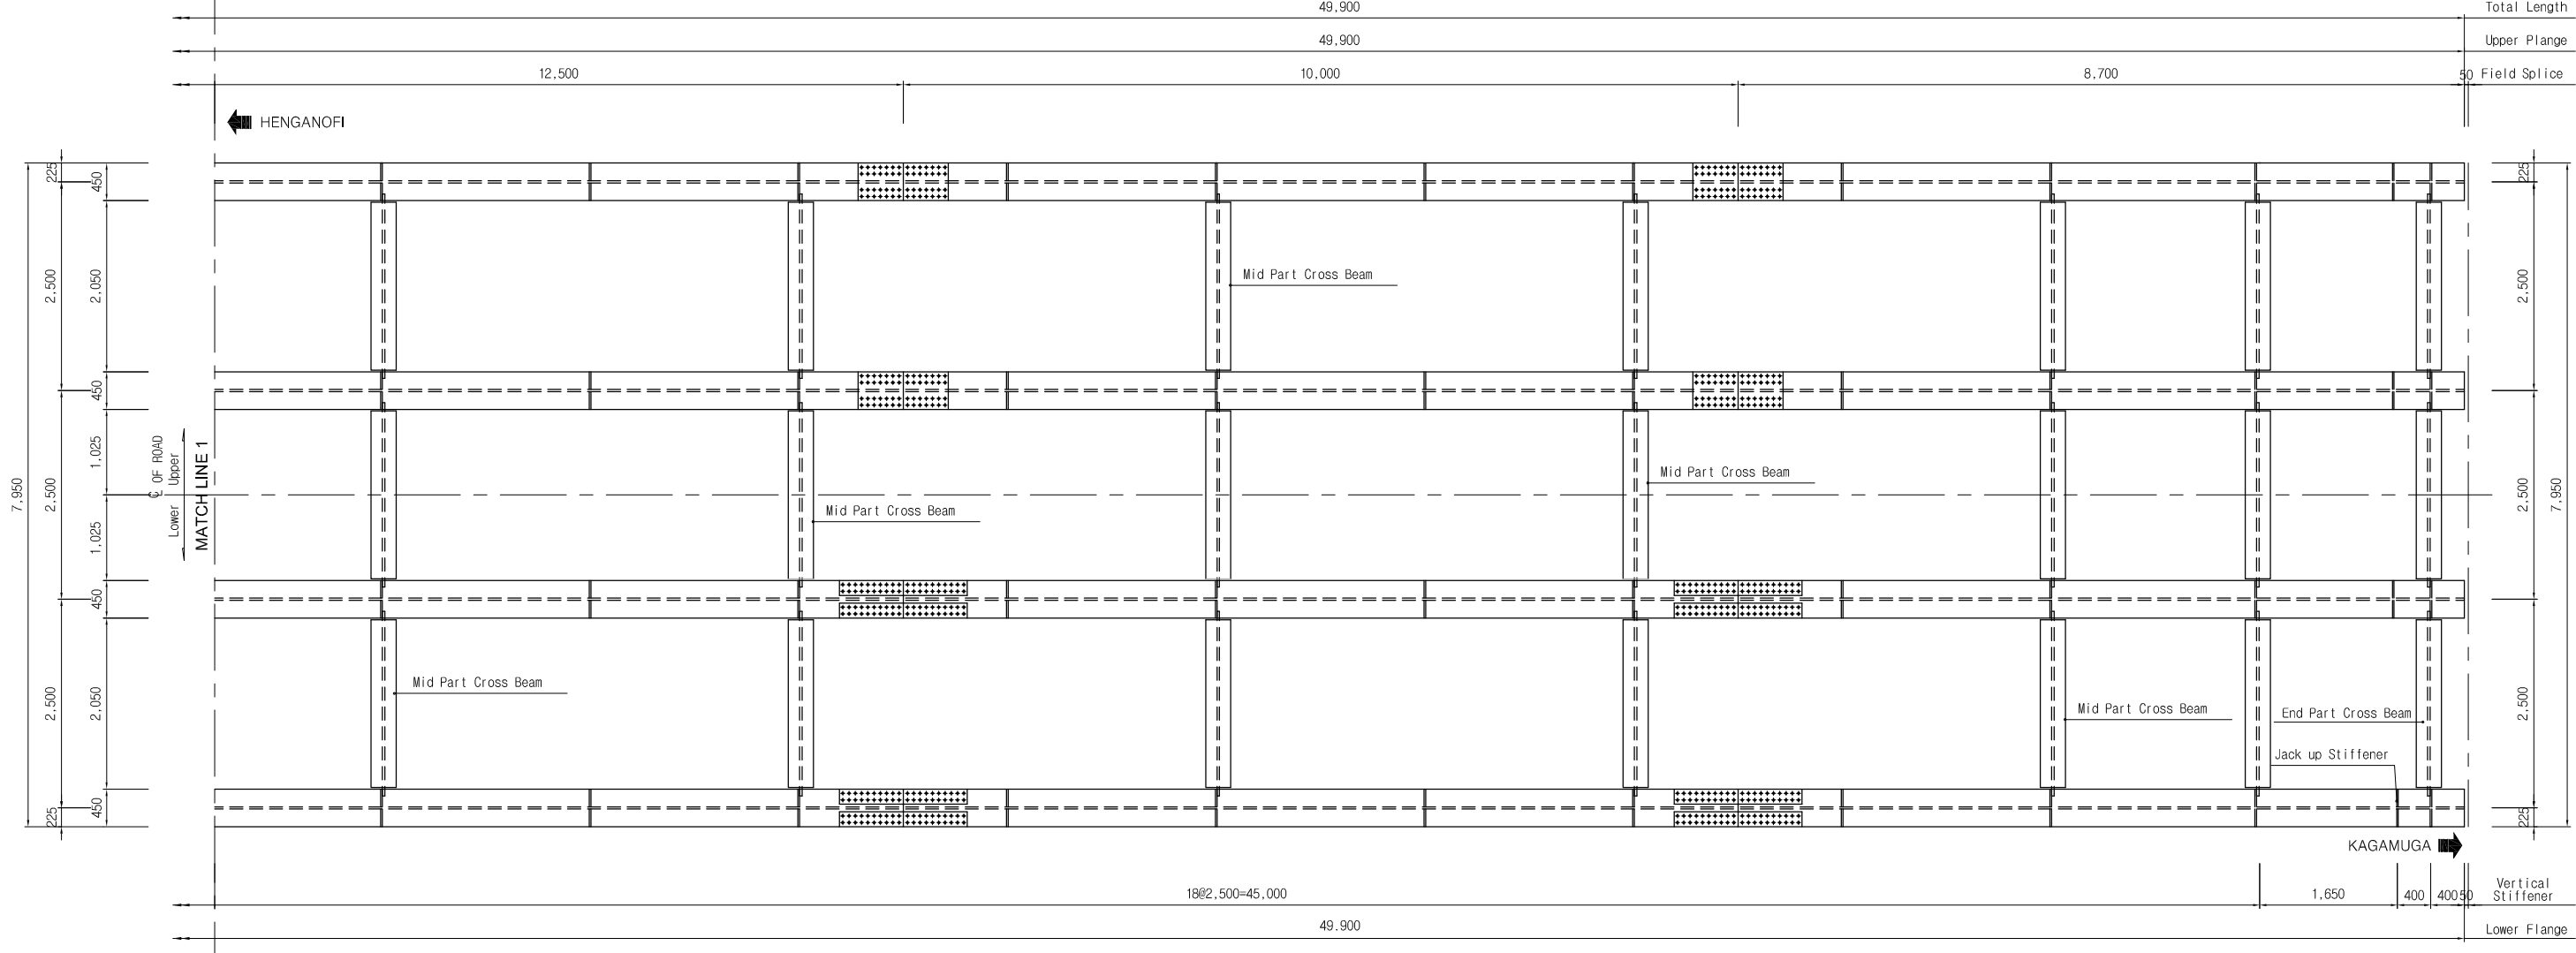 49,900
Total Length
49,900
Upper Plange
12,500
10,000
8,700
50
Field Splice
HENGANOFI
225
450
225
2,500
2,050
Mid Part Cross Beam
2,500
450
1,025
C OF ROAD
Lower Upper
MATCH LINE 1
Mid Part Cross Beam
7,950
2,500
2,500
7,950
Mid Part Cross Beam
1,025
450
Mid Part Cross Beam
2,500
2,050
Mid Part Cross Beam
End Part Cross Beam
2,500
Jack up Stiffener
225
450
225
KAGAMUGA
18@2,500=45,000
1,650
400
400
50
Vertical
Stiffener
49.900
Lower Flange